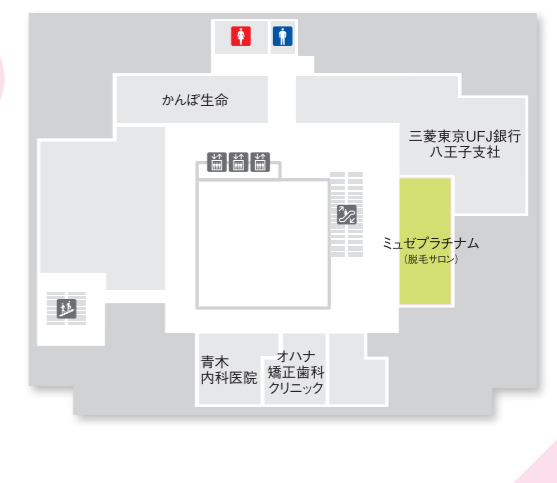 かんぽ生命
三菱東京UFJ銀行
八王子支社
ミュゼプラチナム
(脱毛サロン)
青木
内科医院
オハナ
矯正歯科
クリニック